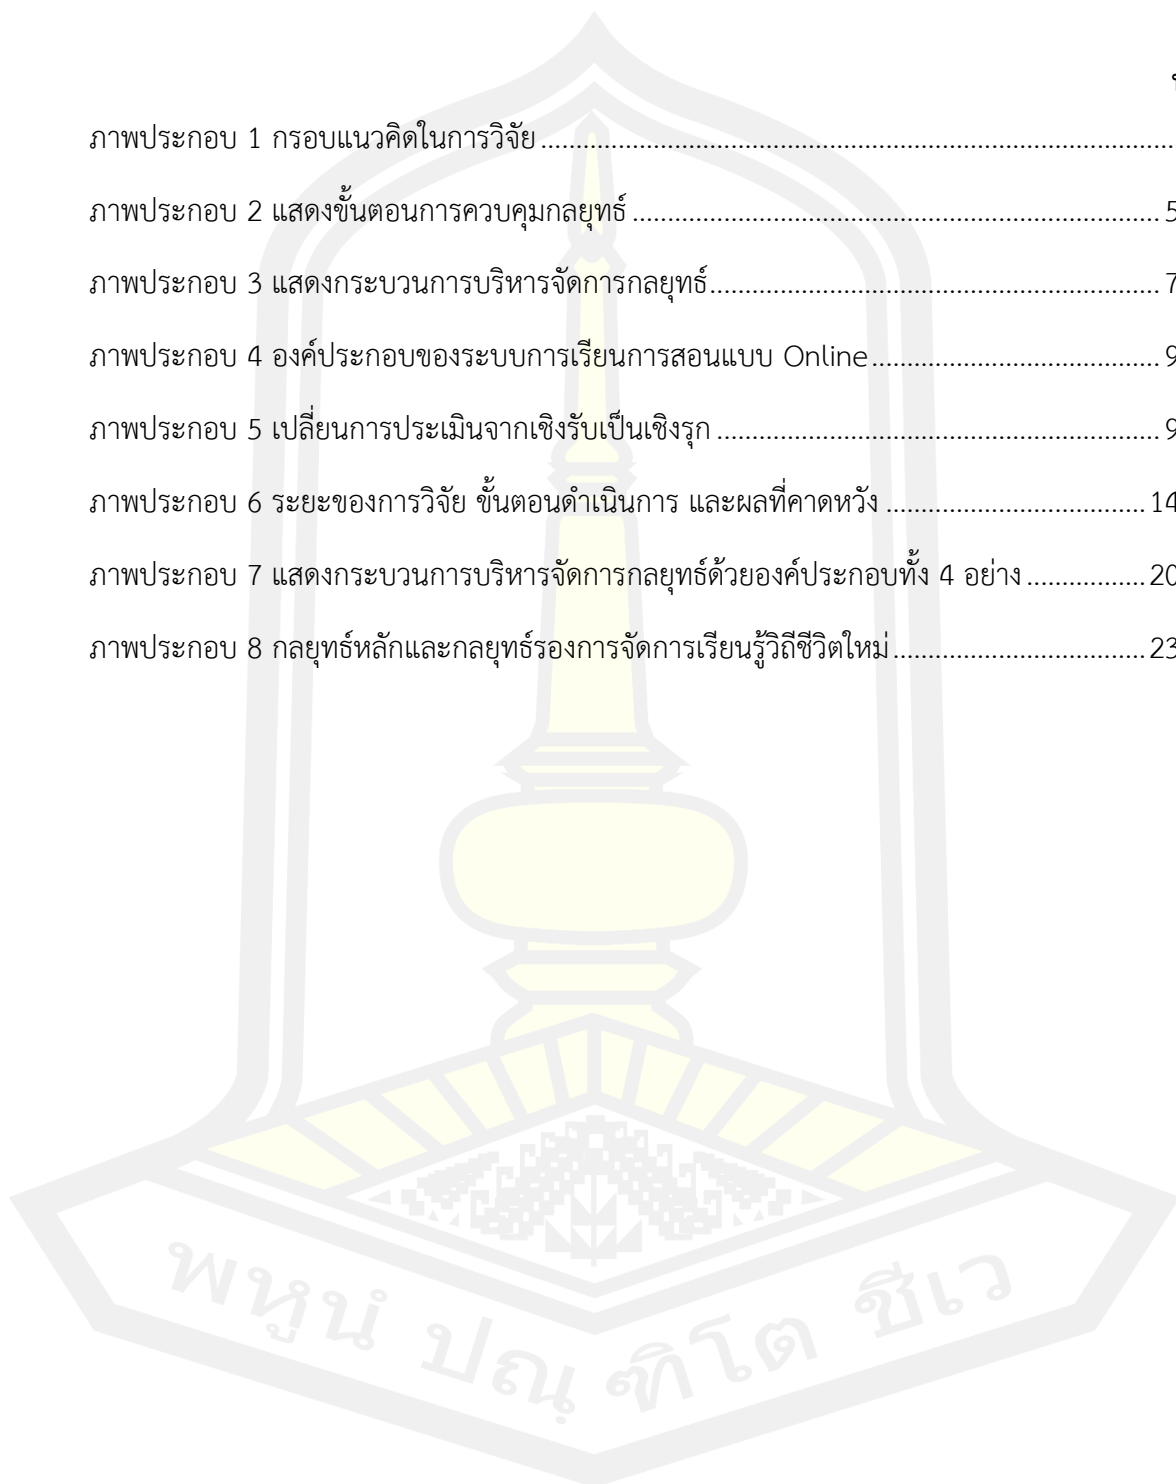 ภาพประกอบ 1 กรอบแนวคิดในการวิจัย
ภาพประกอบ 2 แสดงขั้นตอนการควบคุมกลยุทธ์ 5
ภาพประกอบ 3 แสดงกระบวนการบริหารจัดการกลยุทธ์ 7
ภาพประกอบ 4 องค์ประกอบของระบบการเรียนการสอนแบบ Online 9
ภาพประกอบ 5 เปลี่ยนการประเมินจากเชิงรับเป็นเชิงรุก 9
ภาพประกอบ 6 ระยะของการวิจัย ขั้นตอนดำเนินการ และผลที่คาดหวัง 14
ภาพประกอบ 7 แสดงกระบวนการบริหารจัดการกลยุทธ์ด้วยองค์ประกอบทั้ง 4 อย่าง 20
ภาพประกอบ 8 กลยุทธ์หลักและกลยุทธ์รองการจัดการเรียนรู้วิถีชีวิตใหม่ 23
พหูนํ ปณฺฑิโต ชีเว